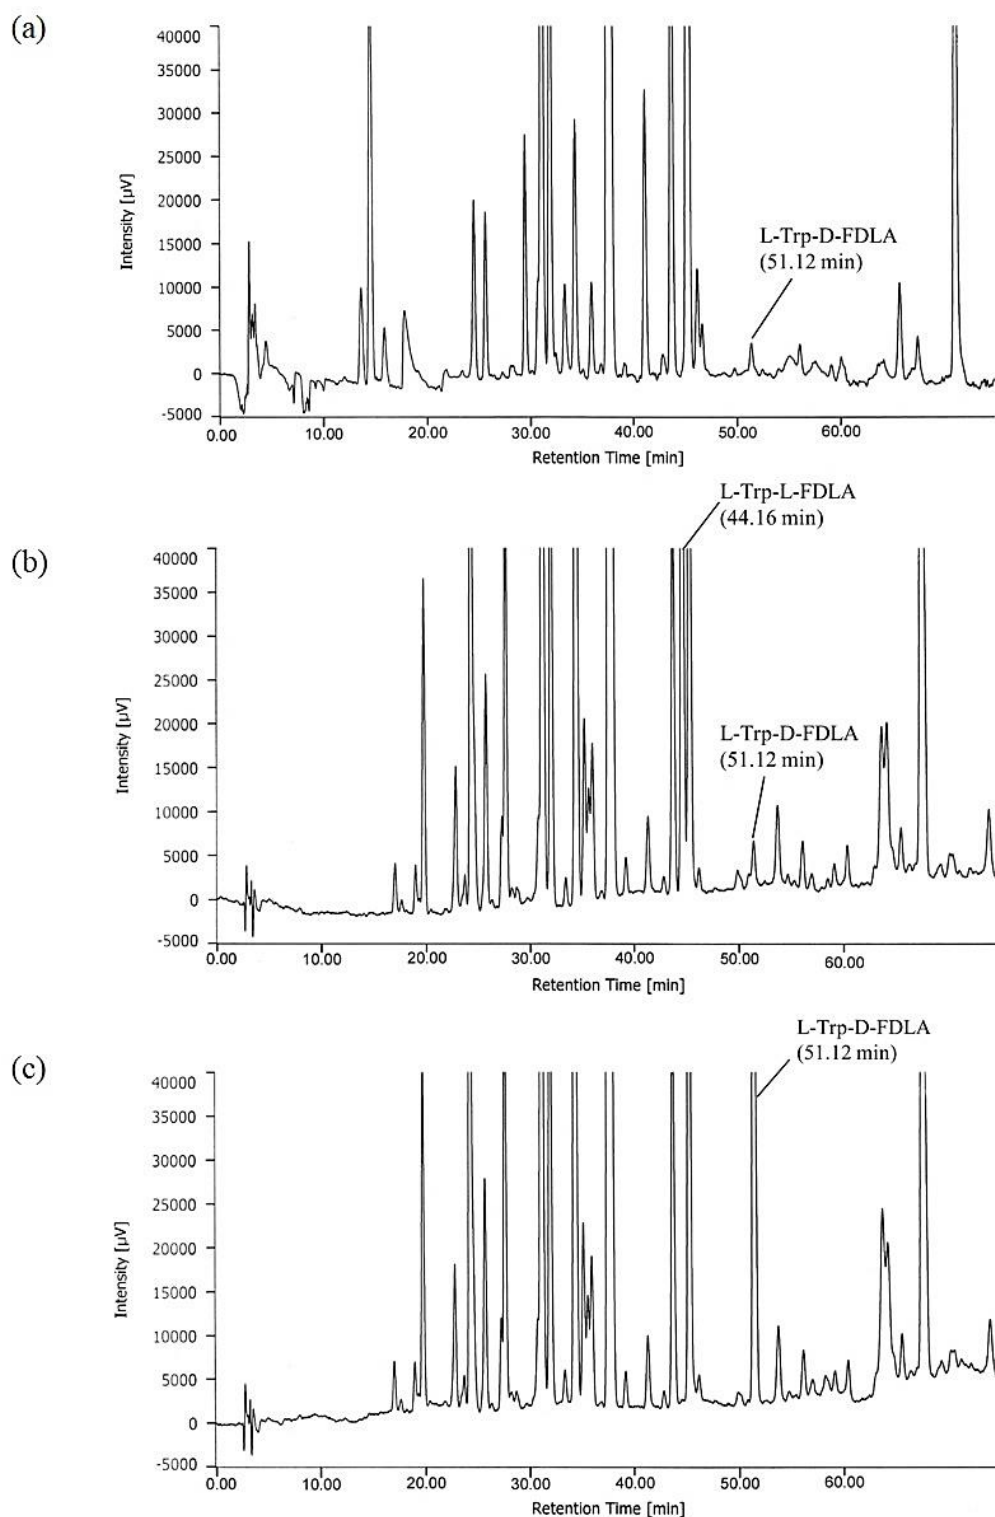 (a)
40000
35000
30000
25000
20000
15000
10000
5000
0
-5000
Intensity [µV]
L-Trp-D-FDLA
(51.12 min)
0.00 10.00 20.00 30.00 40.00 50.00 60.00
Retention Time [min]
L-Trp-L-FDLA
(44.16 min)
(b)
40000
35000
30000
25000
20000
15000
10000
5000
0
-5000
Intensity [µV]
L-Trp-D-FDLA
(51.12 min)
0.00 10.00 20.00 30.00 40.00 50.00 60.00
Retention Time [min]
L-Trp-D-FDLA
(51.12 min)
(c)
40000
35000
30000
25000
20000
15000
10000
5000
0
-5000
Intensity [µV]
0.00 10.00 20.00 30.00 40.00 50.00 60.00
Retention Time [min]